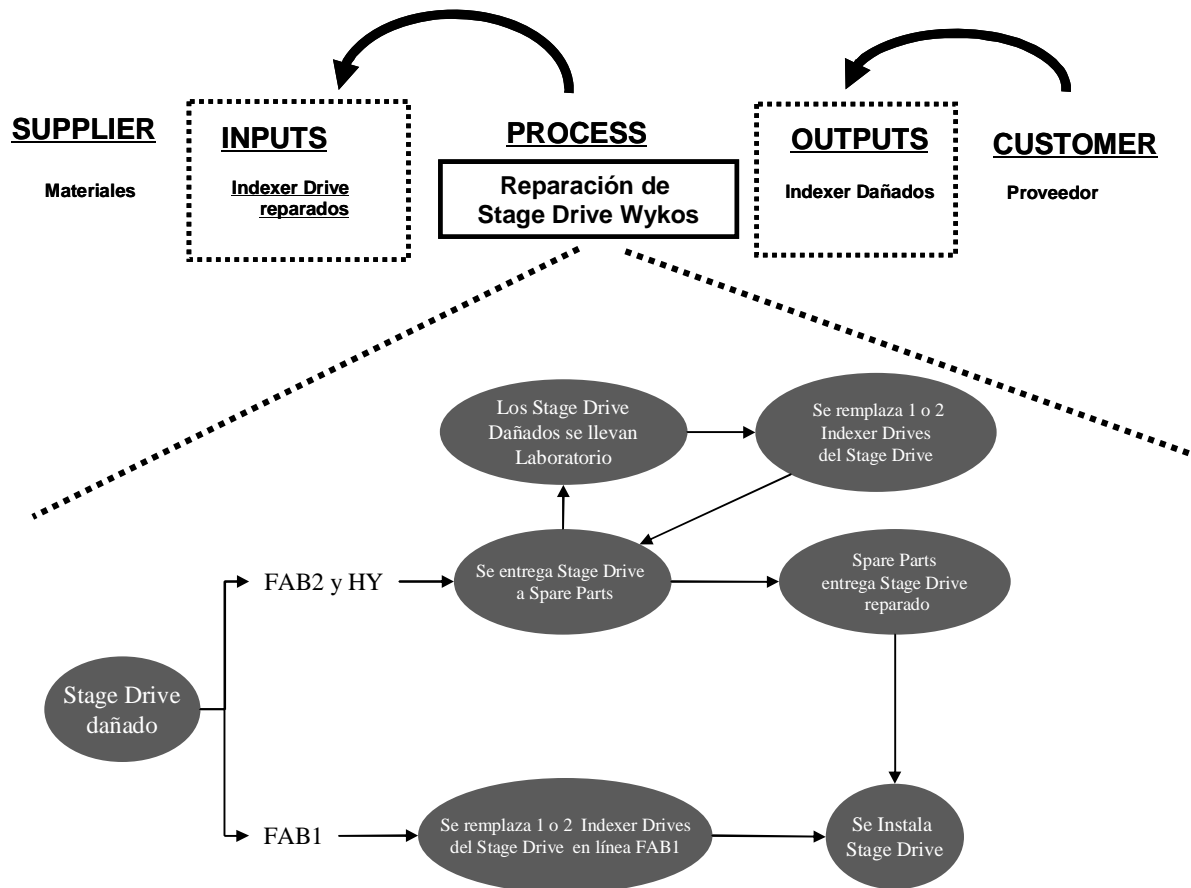 SUPPLIER
INPUTS
PROCESS
OUTPUTS
CUSTOMER
Materiales
Indexer Drive
reparados
Reparación de
Stage Drive Wykos
Indexer Dañados
Proveedor
Los Stage Drive
Dañados se llevan
Laboratorio
Se remplaza 1 o 2
Indexer Drives
del Stage Drive
FAB2 y HY
Se entrega Stage Drive
a Spare Parts
Spare Parts
entrega Stage Drive
reparado
Stage Drive
dañado
FAB1
Se remplaza 1 o 2 Indexer Drives
del Stage Drive en línea FAB1
Se Instala
Stage Drive